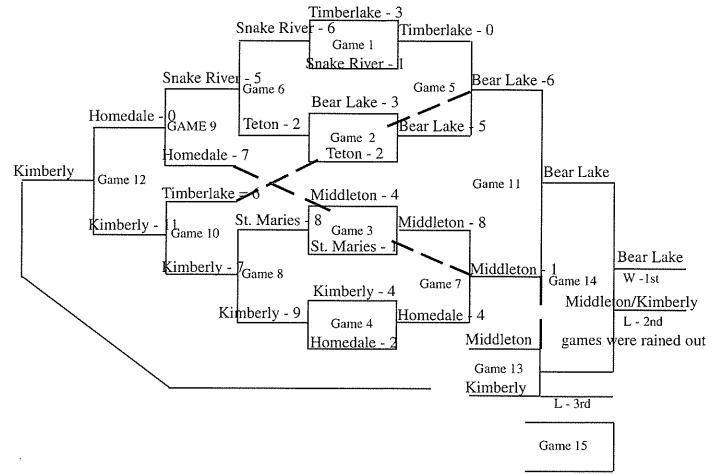 Timberlake - 3
Snake River - 6
Timberlake - 0
Game 1
Snake River - 1
Snake River - 5
Game 6
Game 5
Bear Lake -6
Bear Lake - 3
Homedale - 0
GAME 9
Teton - 2
Game 2
Bear Lake - 5
Homedale - 7
Teton - 2
Kimberly
Game 12
Game 11
Bear Lake
Timberlake = 6
Middleton - 4
Kimberly - 11
Game 10
St. Maries - 8
Game 3
Middleton - 8
St. Maries - 1
Kimberly - 7
Game 8
Game 7
Middleton - 1
Bear Lake
W -1st
Game 14
Kimberly - 4
Middleton/Kimberly
Kimberly - 9
Game 4
Homedale - 4
L - 2nd
Homedale - 2
Middleton
games were rained out
Game 13
Kimberly
L - 3rd
Game 15